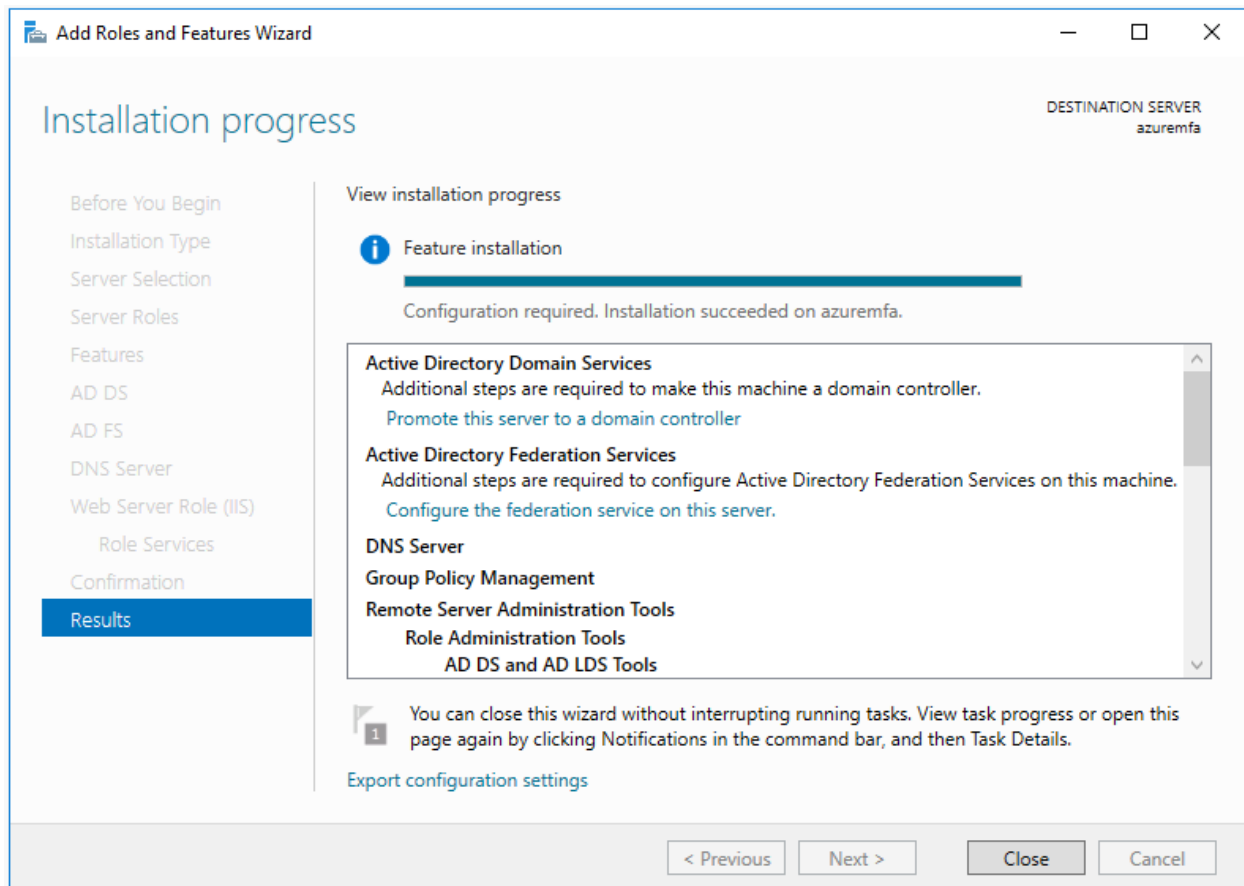 Add Roles and Features Wizard
Installation progress
DESTINATION SERVER
azuremfa
Before You Begin
Installation Type
Server Selection
Server Roles
Features
AD DS
AD FS
DNS Server
Web Server Role (IIS)
Role Services
Confirmation
Results
View installation progress
Feature installation
Configuration required. Installation succeeded on azuremfa.
Active Directory Domain Services
Additional steps are required to make this machine a domain controller.
Promote this server to a domain controller
Active Directory Federation Services
Additional steps are required to configure Active Directory Federation Services on this machine.
Configure the federation service on this server.
DNS Server
Group Policy Management
Remote Server Administration Tools
Role Administration Tools
AD DS and AD LDS Tools
1
You can close this wizard without interrupting running tasks. View task progress or open this
page again by clicking Notifications in the command bar, and then Task Details.
Export configuration settings
< Previous
Next >
Close
Cancel